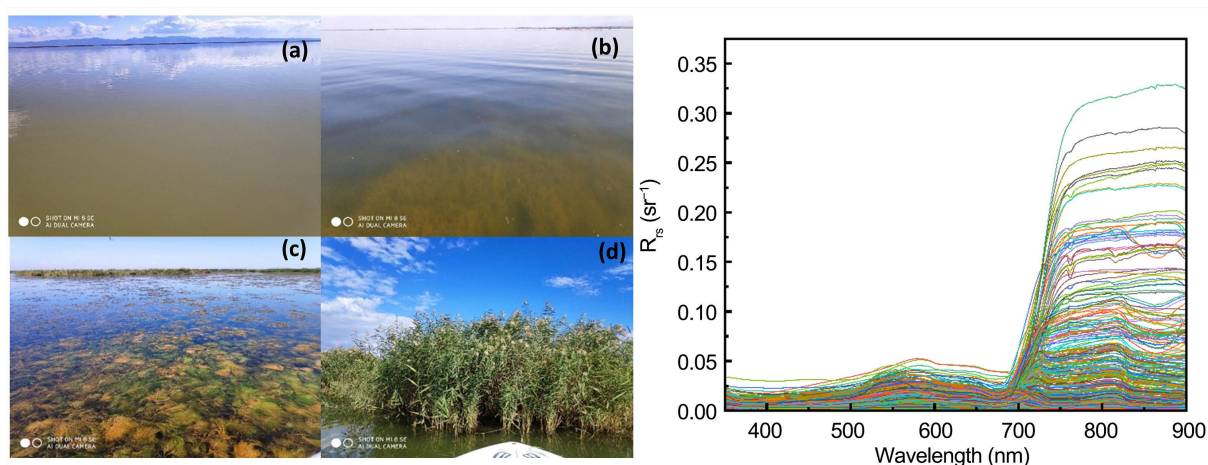 (a)
SHOT ON MI 8 SE
AI DUAL CAMERA
(b)
SHOT ON MI 8 SE
AI DUAL CAMERA
(c)
SHOT ON MI 8 SE
AI DUAL CAMERA
(d)
SHOT ON MI 8 SE
AI DUAL CAMERA
Rrs (sr⁻¹)
0.35
0.30
0.25
0.20
0.15
0.10
0.05
0.00
400 500 600 700 800 900
Wavelength (nm)